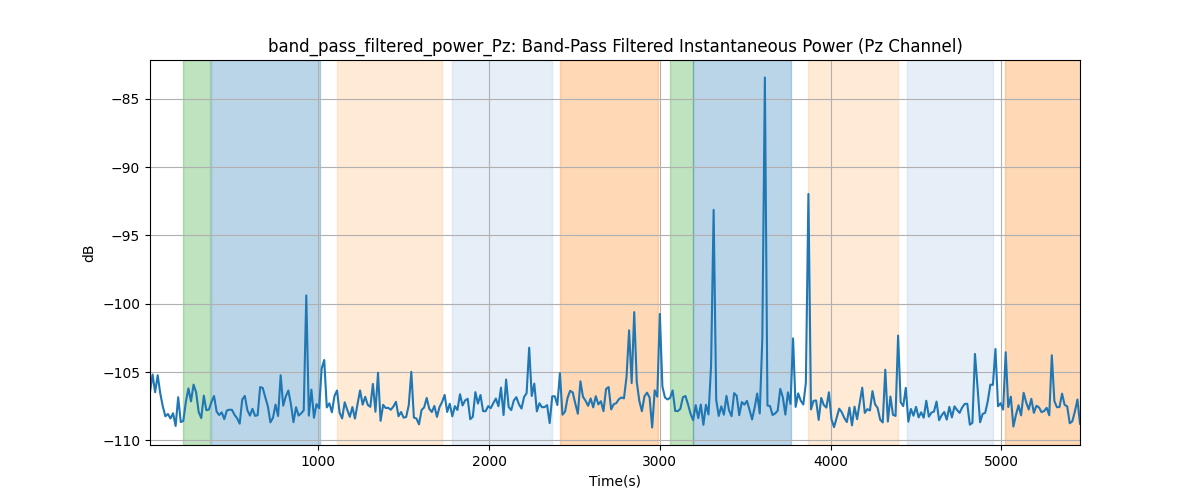 band_pass_filtered_power_Pz: Band-Pass Filtered Instantaneous Power (Pz Channel)
−85
−90
−95
−100
−105
−110
dB
1000 2000 3000 4000 5000
Time(s)